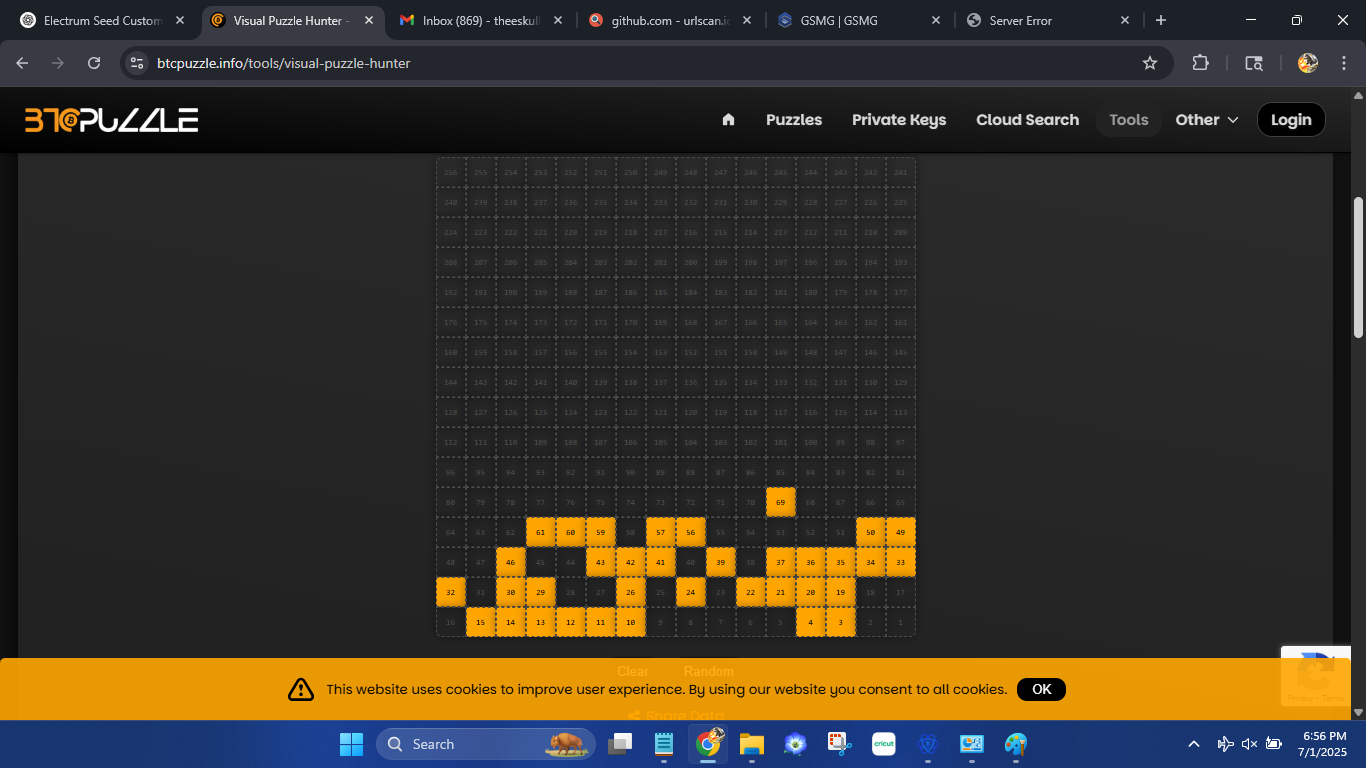 Electrum Seed Custom
Visual Puzzle Hunter -
Inbox (869) - theeskull
github.com - urlscan.io
GSMG | GSMG
Server Error
btcpuzzle.info/tools/visual-puzzle-hunter
BTC PUZZLE
Puzzles
Private Keys
Cloud Search
Tools
Other
Login
256 255 254 253 252 251 250 249 248 247 246 245 244 243 242 241
240 239 238 237 236 235 234 233 232 231 230 229 228 227 226 225
224 223 222 221 220 219 218 217 216 215 214 213 212 211 210 209
208 207 206 205 204 203 202 201 200 199 198 197 196 195 194 193
192 191 190 189 188 187 186 185 184 183 182 181 180 179 178 177
176 175 174 173 172 171 170 169 168 167 166 165 164 163 162 161
160 159 158 157 156 155 154 153 152 151 150 149 148 147 146 145
144 143 142 141 140 139 138 137 136 135 134 133 132 131 130 129
128 127 126 125 124 123 122 121 120 119 118 117 116 115 114 113
112 111 110 109 108 107 106 105 104 103 102 101 100 99 98 97
96 95 94 93 92 91 90 89 88 87 86 85 84 83 82 81
80 79 78 77 76 75 74 73 72 71 70 69 68 67 66 65
64 63 62 61 60 59 58 57 56 55 54 53 52 51 50 49
48 47 46 45 44 43 42 41 40 39 38 37 36 35 34 33
32 31 30 29 28 27 26 25 24 23 22 21 20 19 18 17
16 15 14 13 12 11 10 9 8 7 6 5 4 3 2 1
Clear Random
This website uses cookies to improve user experience. By using our website you consent to all cookies.
OK
Share Data
Privacy - Terms
Search
cricut
6:56 PM
7/1/2025